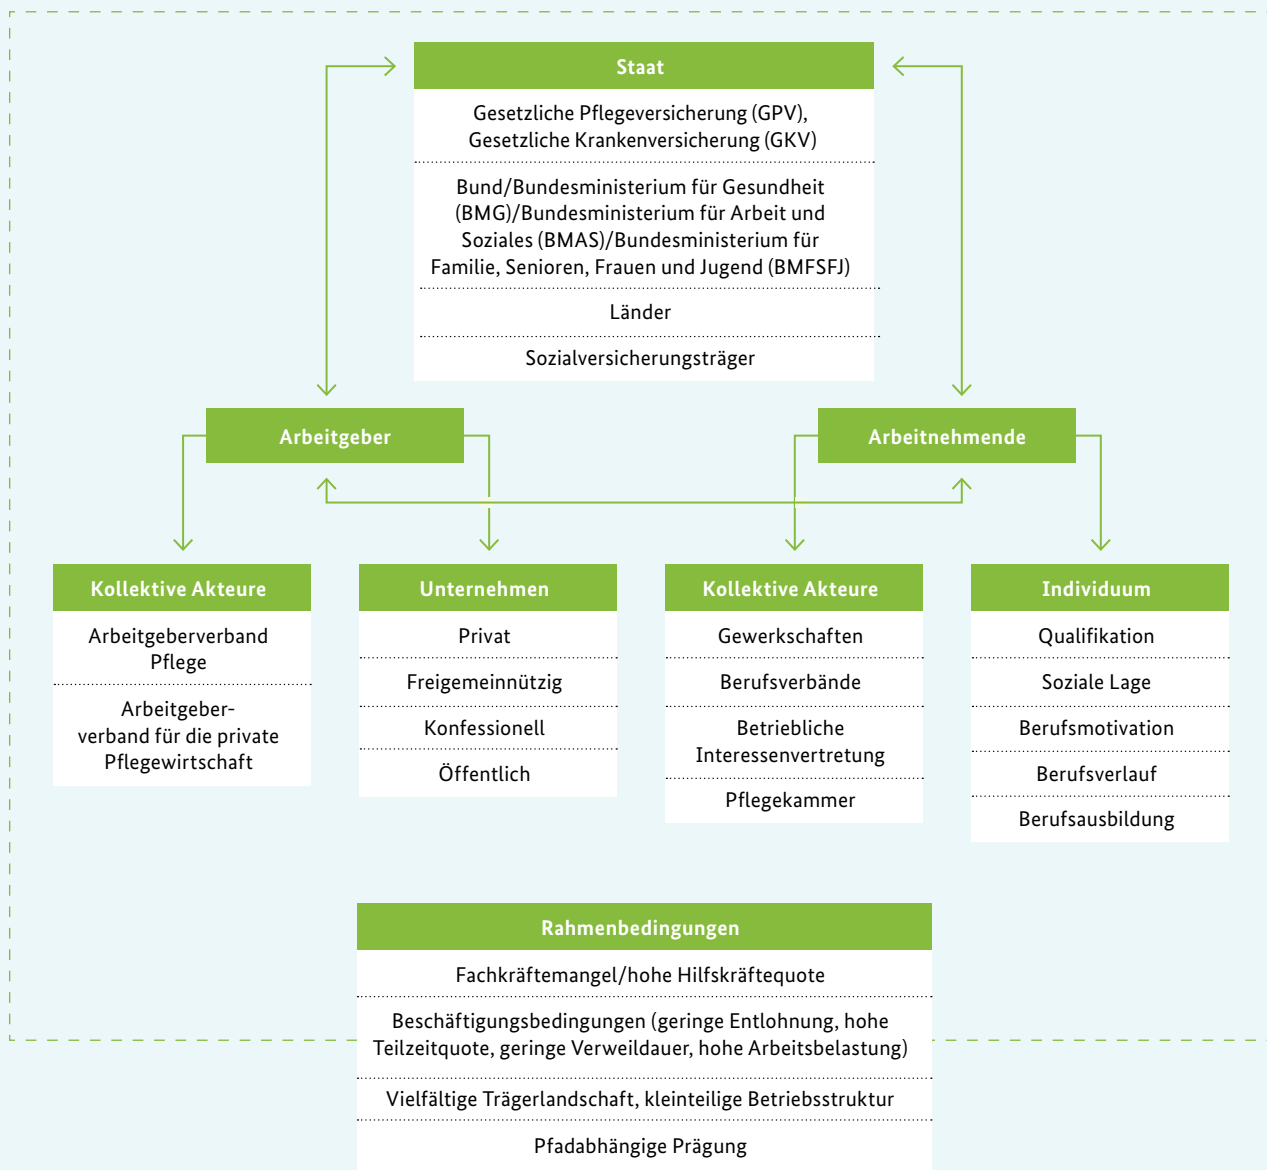 Staat
Gesetzliche Pflegeversicherung (GPV),
Gesetzliche Krankenversicherung (GKV)
Bund/Bundesministerium für Gesundheit
(BMG)/Bundesministerium für Arbeit und
Soziales (BMAS)/Bundesministerium für
Familie, Senioren, Frauen und Jugend (BMFSFJ)
Länder
Sozialversicherungsträger
Arbeitgeber
Arbeitnehmende
Kollektive Akteure
Arbeitgeberverband
Pflege
Arbeitgeber-
verband für die private
Pflegewirtschaft
Unternehmen
Privat
Freigemeinnützig
Konfessionell
Öffentlich
Kollektive Akteure
Gewerkschaften
Berufsverbände
Betriebliche
Interessenvertretung
Pflegekammer
Individuum
Qualifikation
Soziale Lage
Berufsmotivation
Berufsverlauf
Berufsausbildung
Rahmenbedingungen
Fachkräftemangel/hohe Hilfskräftequote
Beschäftigungsbedingungen (geringe Entlohnung, hohe
Teilzeitquote, geringe Verweildauer, hohe Arbeitsbelastung)
Vielfältige Trägerlandschaft, kleinteilige Betriebsstruktur
Pfadabhängige Prägung